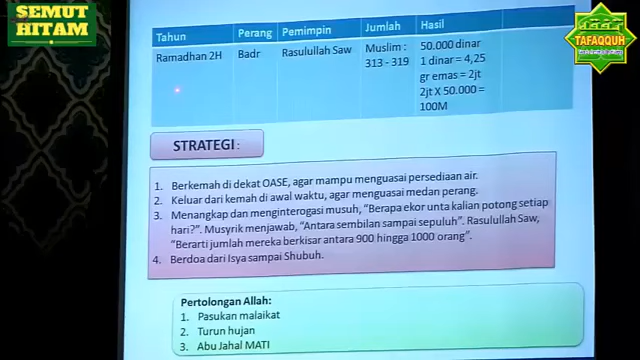 SEMUT
HITAM
TAFAQQUH
Tahun Perang Pemimpin Jumlah Hasil
Ramadhan 2H Badr Rasulullah Saw Muslim : 50.000 dinar
313 - 319 1 dinar = 4,25
gr emas = 2jt
2jt X 50.000 =
100M
STRATEGI :
1. Berkemah di dekat OASE, agar mampu menguasai persediaan air.
2. Keluar dari kemah di awal waktu, agar menguasai medan perang.
3. Menangkap dan menginterogasi musuh, "Berapa ekor unta kalian potong setiap
hari?". Musyrik menjawab, "Antara sembilan sampai sepuluh". Rasulullah Saw,
"Berarti jumlah mereka berkisar antara 900 hingga 1000 orang".
4. Berdoa dari Isya sampai Shubuh.
Pertolongan Allah:
1. Pasukan malaikat
2. Turun hujan
3. Abu Jahal MATI